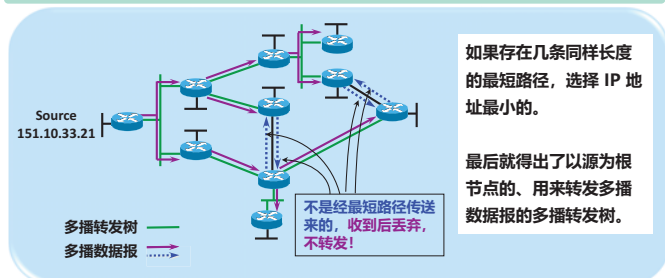 Source
151.10.33.21
多播转发树
多播数据报
不是经最短路径传送
来的，收到后丢弃，
不转发！
如果存在几条同样长度
的最短路径，选择 IP 地
址最小的。
最后就得出了以源为根
节点的、用来转发多播
数据报的多播转发树。